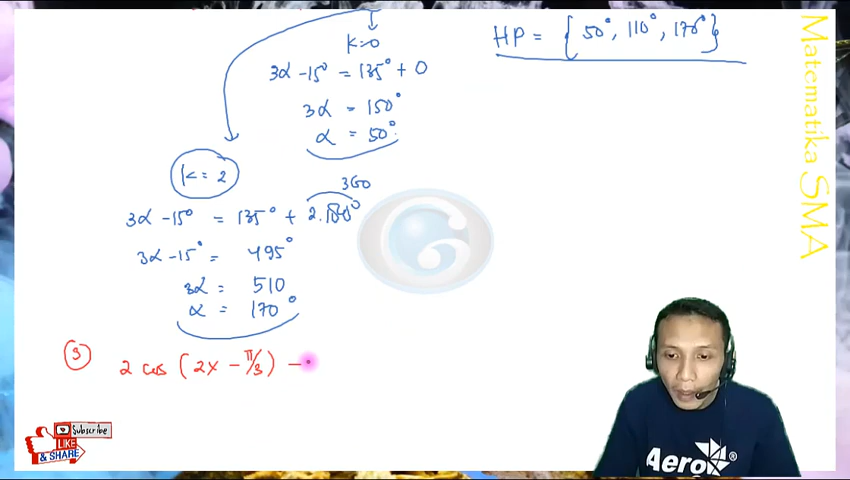 K=0
3α - 15° = 135° + 0
3α = 150°
α = 50°
HP = {50°, 110°, 170°}
K = 2
360
3α - 15° = 135° + 2.180°
3α - 15° = 495°
3α = 510
α = 170°
③ 2 cos (2x - π/3) -
Matematika SMA
Subscribe
LIKE
& SHARE
Aero